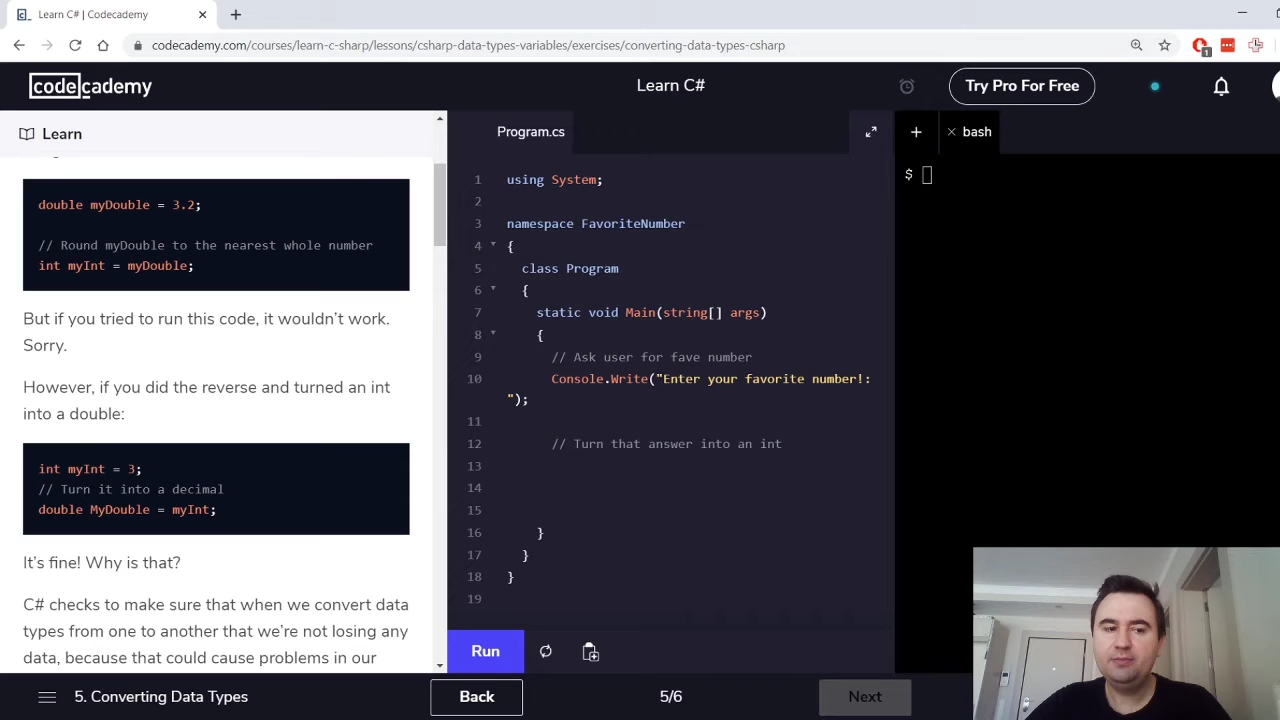 Learn C# | Codecademy
codecademy.com/courses/learn-c-sharp/lessons/csharp-data-types-variables/exercises/converting-data-types-csharp
1
codecademy
Learn C#
Try Pro For Free
Learn
double myDouble = 3.2;
// Round myDouble to the nearest whole number
int myInt = myDouble;
But if you tried to run this code, it wouldn't work.
Sorry.
However, if you did the reverse and turned an int
into a double:
int myInt = 3;
// Turn it into a decimal
double MyDouble = myInt;
It's fine! Why is that?
C# checks to make sure that when we convert data
types from one to another that we're not losing any
data, because that could cause problems in our
Program.cs
1 using System;
2
3 namespace FavoriteNumber
4 {
5 class Program
6 {
7 static void Main(string[] args)
8 {
9 // Ask user for fave number
10 Console.Write("Enter your favorite number!:
");
11
12 // Turn that answer into an int
13
14
15
16 }
17 }
18 }
19
bash
$
Run
5. Converting Data Types
Back
5/6
Next